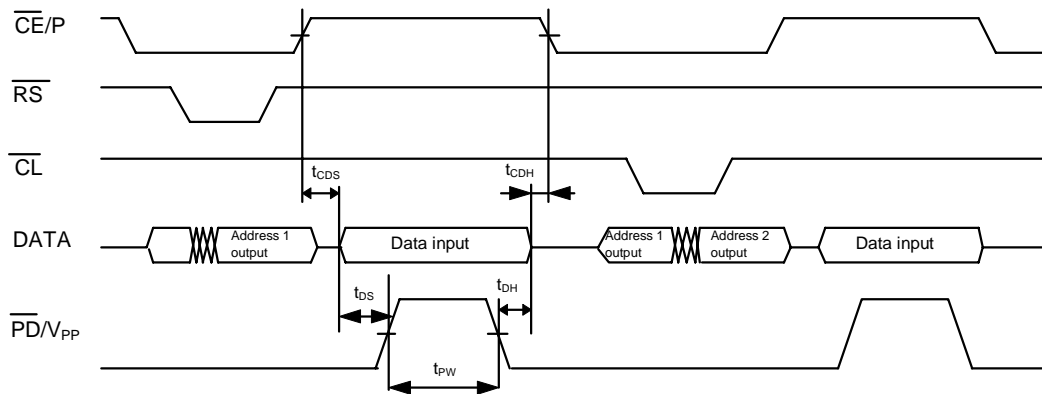 CE/P
RS
CL
tCDS
tCDH
DATA
Address 1
output
Data input
Address 1
output
Address 2
output
Data input
tDS
tDH
PD/VPP
tPW